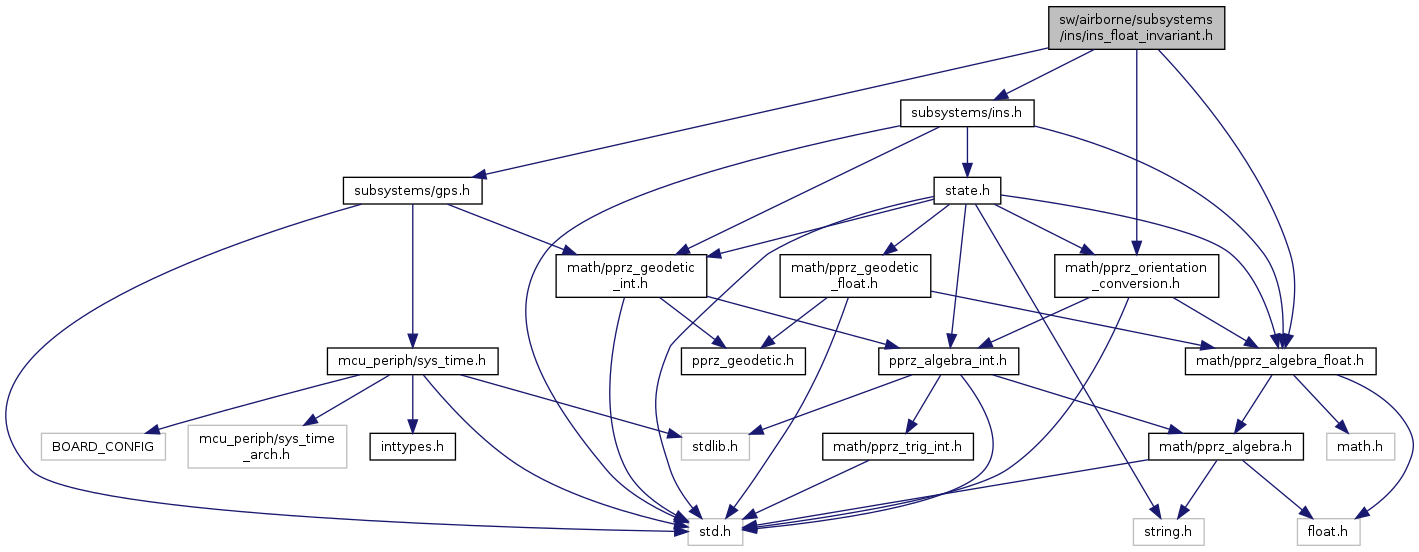 sw/airborne/subsystems
/ins/ins_float_invariant.h
subsystems/ins.h
subsystems/gps.h
state.h
math/pprz_geodetic
_int.h
math/pprz_geodetic
_float.h
math/pprz_orientation
_conversion.h
mcu_periph/sys_time.h
pprz_geodetic.h
pprz_algebra_int.h
math/pprz_algebra_float.h
BOARD_CONFIG
mcu_periph/sys_time
_arch.h
inttypes.h
stdlib.h
math/pprz_trig_int.h
math/pprz_algebra.h
math.h
std.h
string.h
float.h